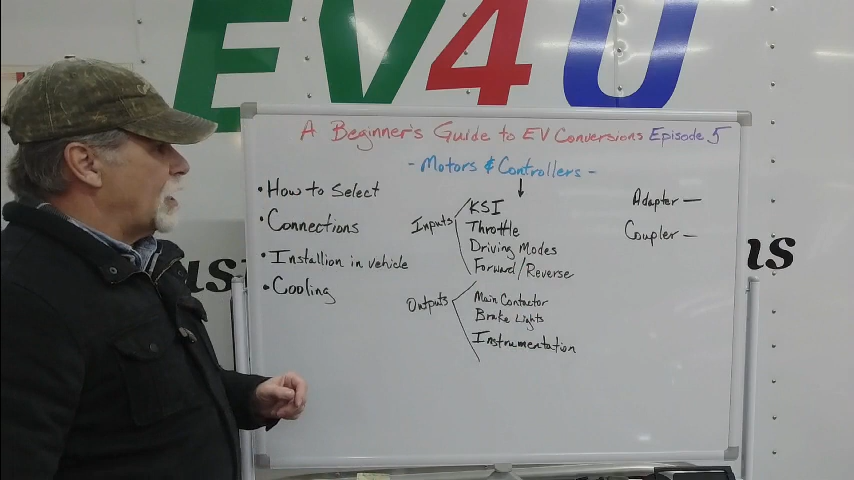 EV4U
A Beginner's Guide to EV Conversions Episode 5
- Motors & Controllers -
• How to Select
• Connections
• Installion in vehicle
• Cooling
Inputs
KSI
Throttle
Driving Modes
Forward/Reverse
Outputs
Main Contactor
Brake Lights
Instrumentation
Adapter —
Coupler —